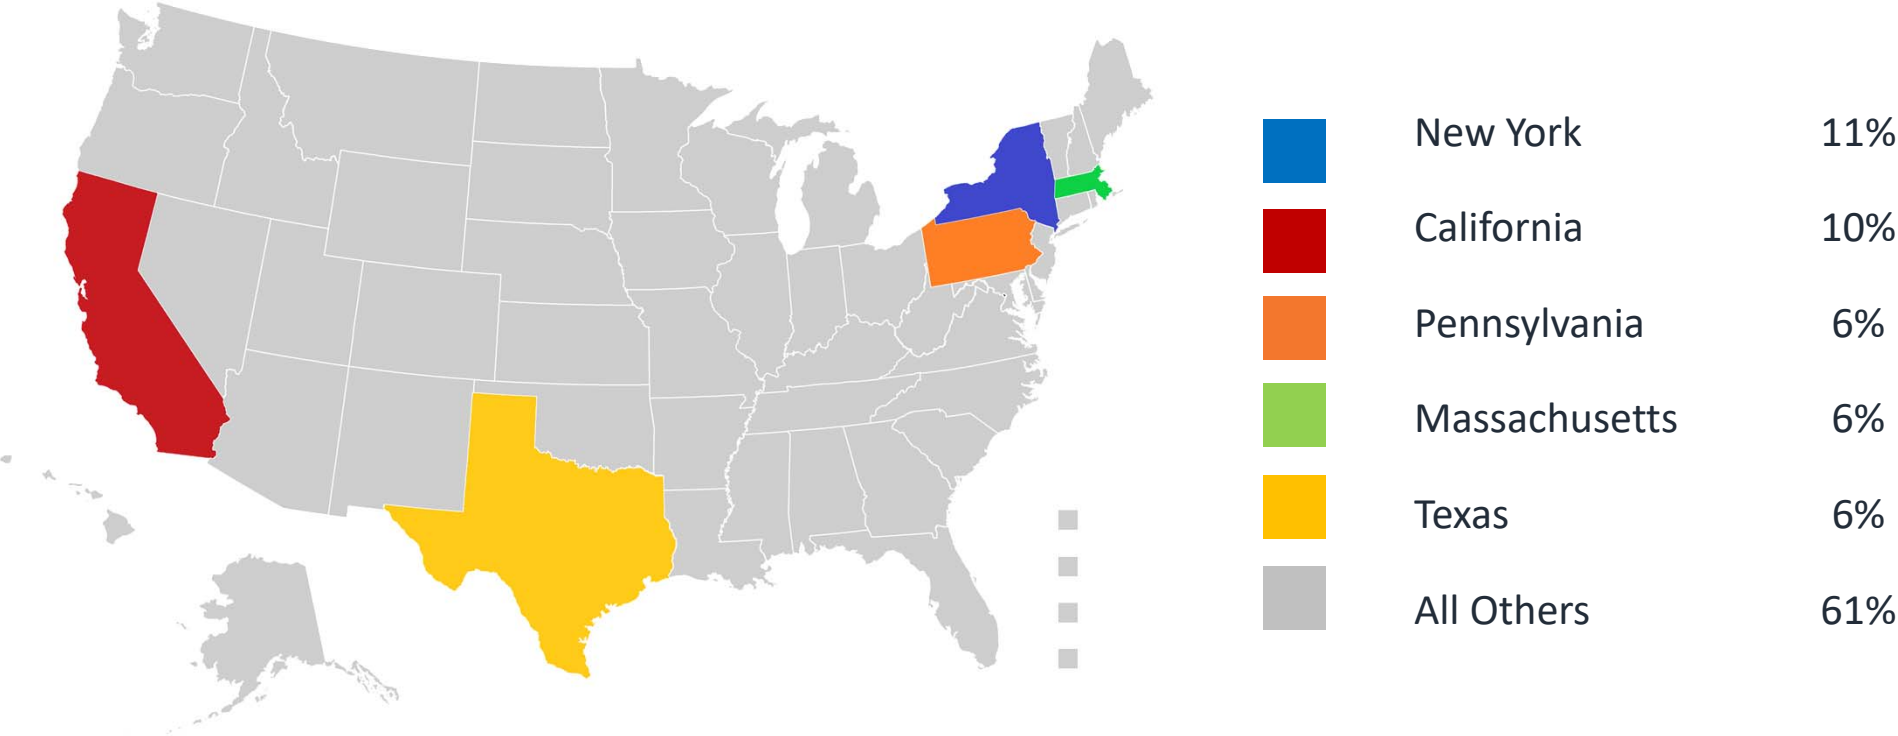 New York 11%
California 10%
Pennsylvania 6%
Massachusetts 6%
Texas 6%
All Others 61%